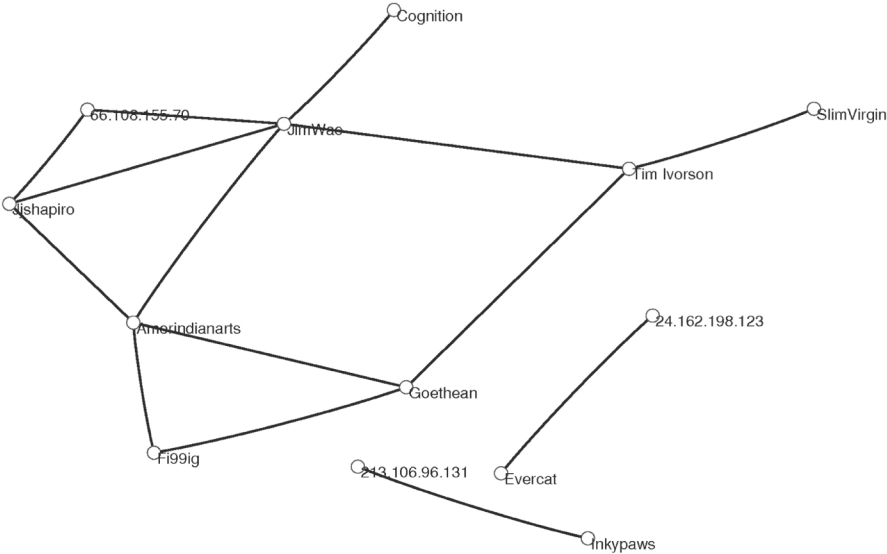 Cognition
66.108.155.70
JimWae
SlimVirgin
Tim Ivorson
Jjshapiro
24.162.198.123
Amerindianarts
Goethean
Fi99ig
213.106.96.131
Evercat
Inkypaws